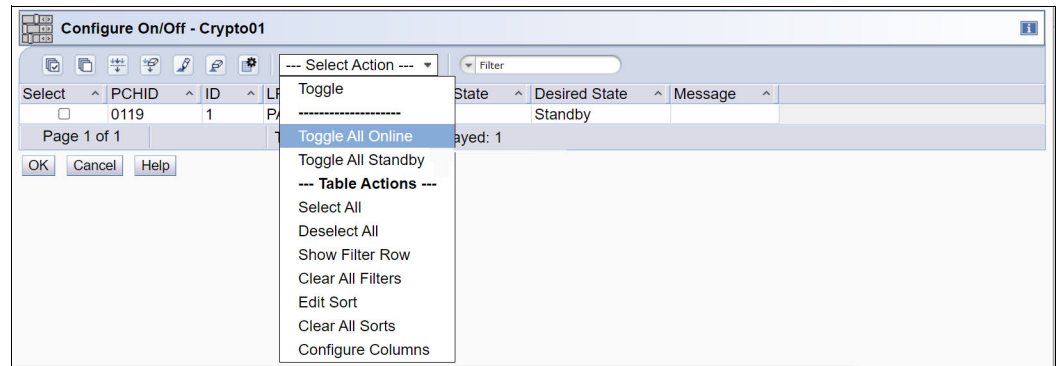 Configure On/Off - Crypto01
--- Select Action --- Filter
Select PCHID ID State Desired State Message
0119 1 Standby
Page 1 of 1 ayed: 1
OK Cancel Help
Toggle
-------------------
Toggle All Online
Toggle All Standby
--- Table Actions ---
Select All
Deselect All
Show Filter Row
Clear All Filters
Edit Sort
Clear All Sorts
Configure Columns